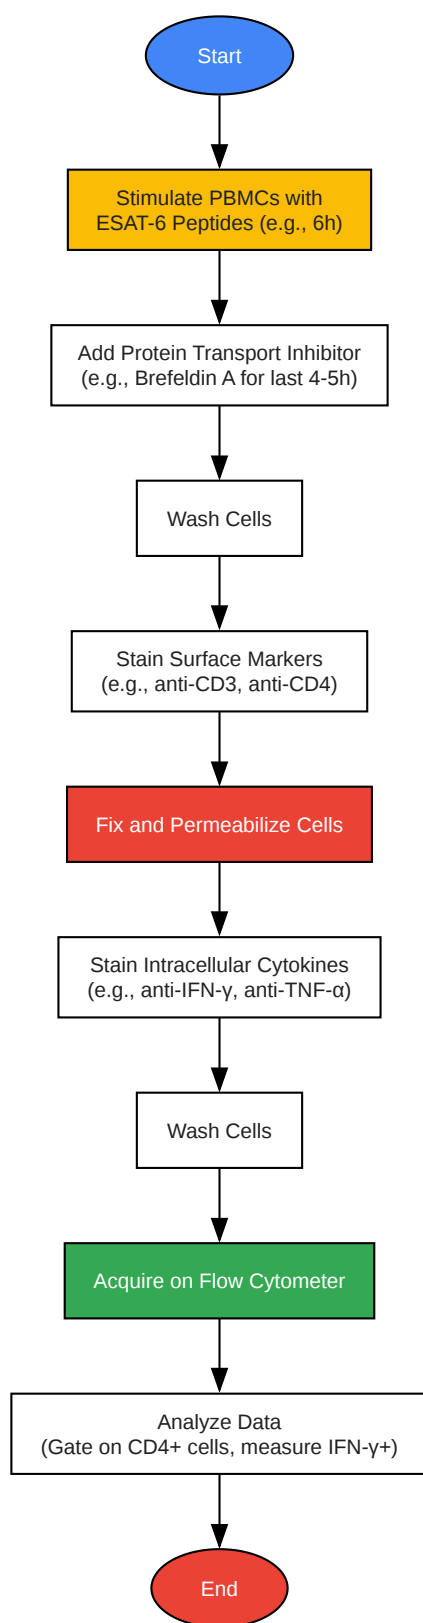 Start
Stimulate PBMCs with
ESAT-6 Peptides (e.g., 6h)
Add Protein Transport Inhibitor
(e.g., Brefeldin A for last 4-5h)
Wash Cells
Stain Surface Markers
(e.g., anti-CD3, anti-CD4)
Fix and Permeabilize Cells
Stain Intracellular Cytokines
(e.g., anti-IFN-γ, anti-TNF-α)
Wash Cells
Acquire on Flow Cytometer
Analyze Data
(Gate on CD4+ cells, measure IFN-γ+)
End